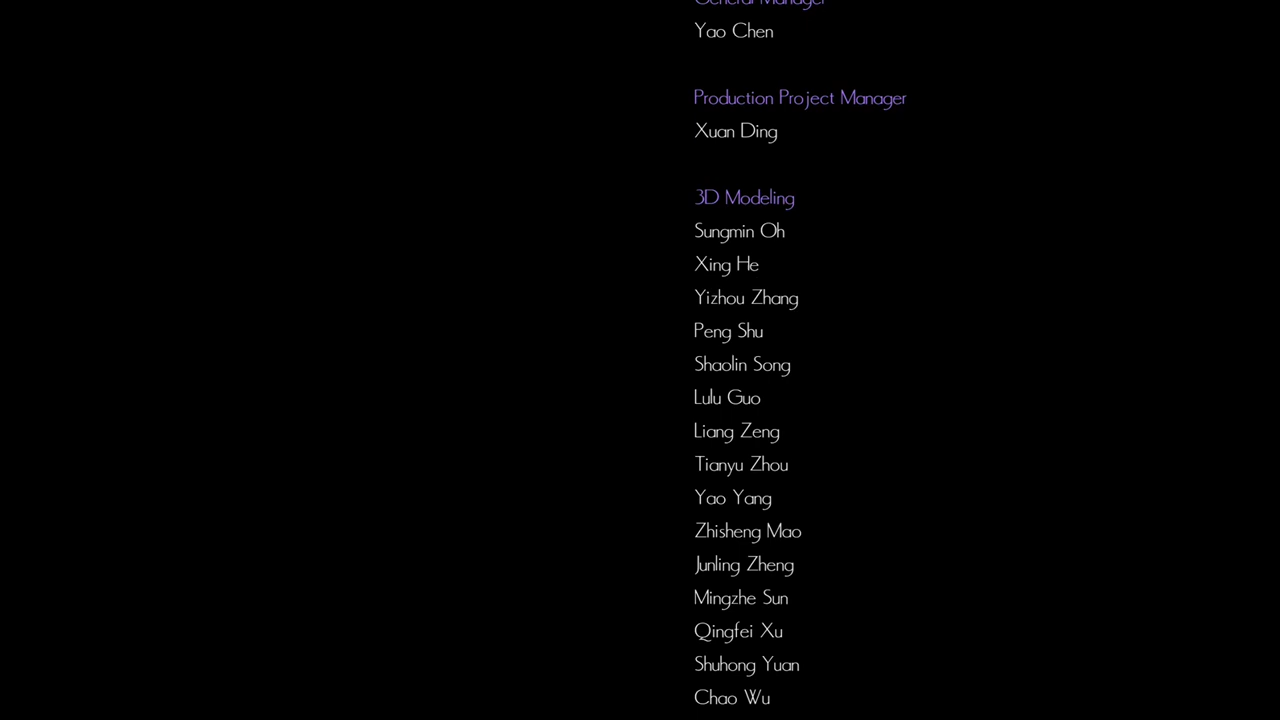 General Manager
Yao Chen
Production Project Manager
Xuan Ding
3D Modeling
Sungmin Oh
Xing He
Yizhou Zhang
Peng Shu
Shaolin Song
Lulu Guo
Liang Zeng
Tianyu Zhou
Yao Yang
Zhisheng Mao
Junling Zheng
Mingzhe Sun
Qingfei Xu
Shuhong Yuan
Chao Wu